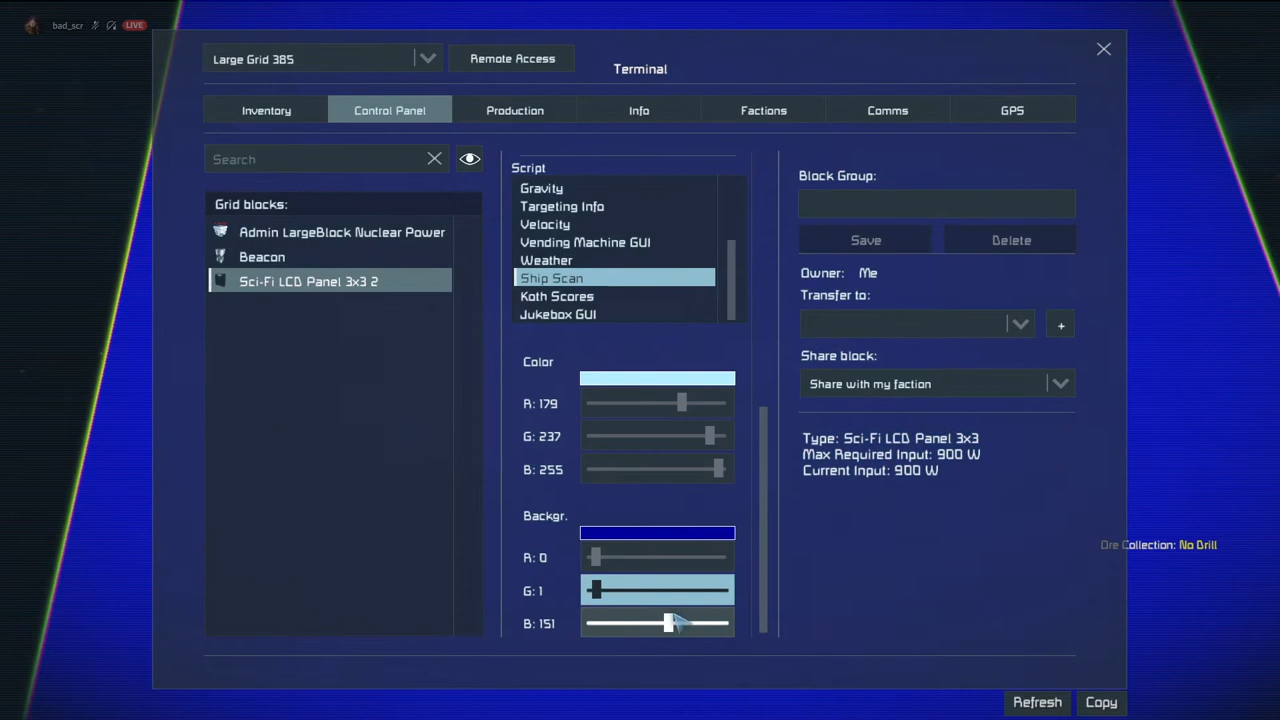 bad_scr LIVE
Large Grid 385
Remote Access
Terminal
Inventory
Control Panel
Production
Info
Factions
Comms
GPS
Search
Grid blocks:
Admin LargeBlock Nuclear Power
Beacon
Sci-Fi LCD Panel 3x3 2
Script
Gravity
Targeting Info
Velocity
Vending Machine GUI
Weather
Ship Scan
Koth Scores
Jukebox GUI
Color
R: 179
G: 237
B: 255
Backgr.
R: 0
G: 1
B: 151
Block Group:
Save
Delete
Owner: Me
Transfer to:
+
Share block:
Share with my faction
Type: Sci-Fi LCD Panel 3x3
Max Required Input: 900 W
Current Input: 900 W
Ore Collection: No Drill
Refresh
Copy